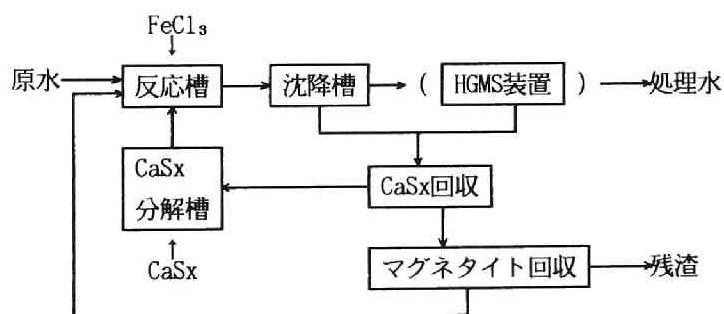 FeCl₃
原水
反応槽
沈降槽
( HGMS装置 )
処理水
CaSx
分解槽
CaSx回収
CaSx
マグネタイト回収
残渣